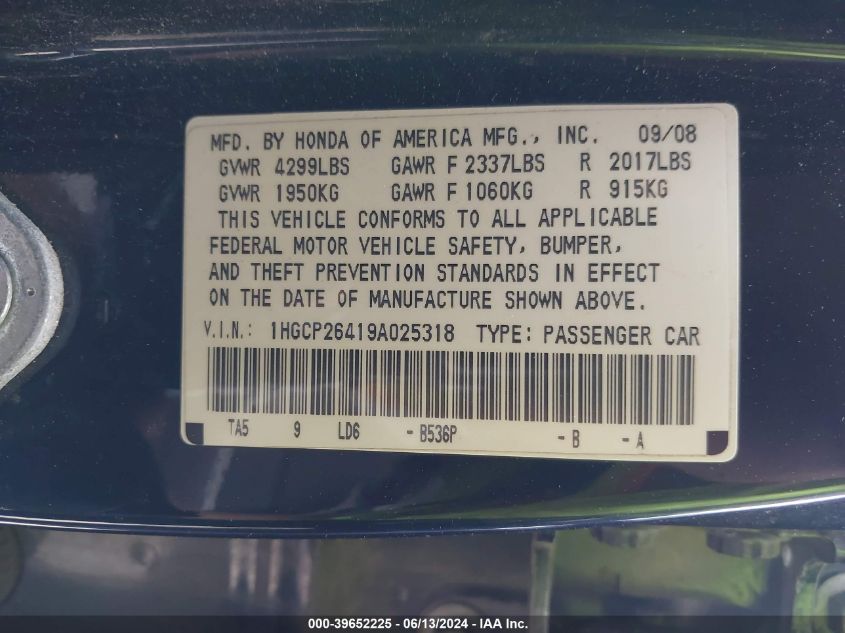 MFD. BY HONDA OF AMERICA MFG., INC. 09/08
GVWR 4299LBS GAWR F 2337LBS R 2017LBS
GVWR 1950KG GAWR F 1060KG R 915KG
THIS VEHICLE CONFORMS TO ALL APPLICABLE
FEDERAL MOTOR VEHICLE SAFETY, BUMPER,
AND THEFT PREVENTION STANDARDS IN EFFECT
ON THE DATE OF MANUFACTURE SHOWN ABOVE.
V.I.N.: 1HGCP26419A025318 TYPE: PASSENGER CAR
TA5 9 LD6 - B536P - B - A
000-39652225 - 06/13/2024 - IAA Inc.